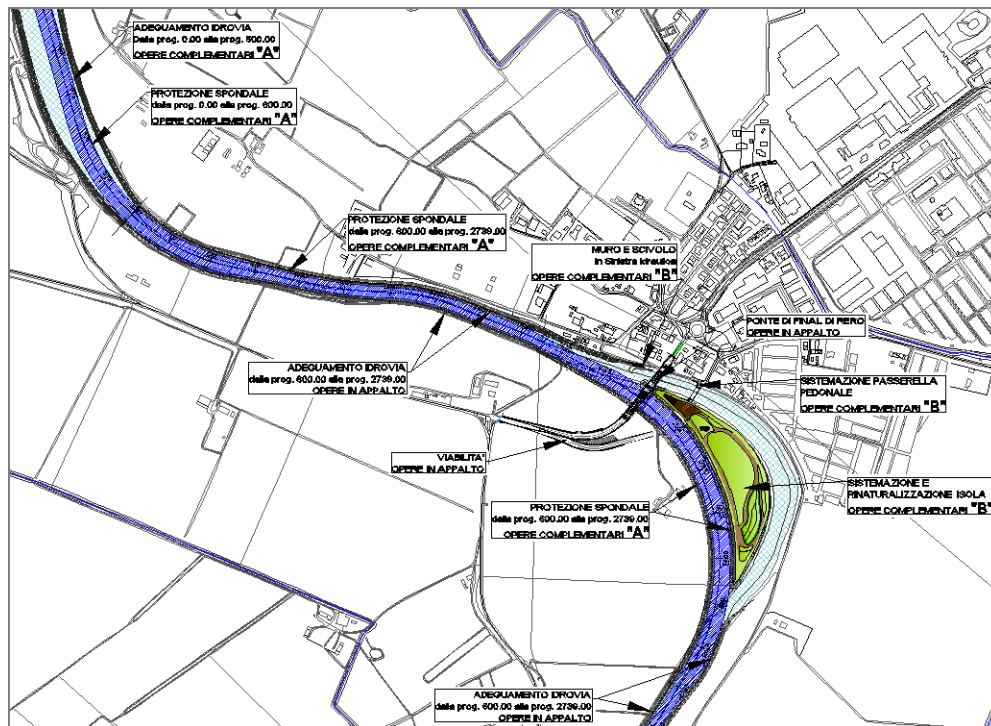 ADEGUAMENTO IDROVIA
dalla prog. 0.00 alla prog. 600.00
OPERE COMPLEMENTARI "A"
PROTEZIONE SPONDALE
dalla prog. 0.00 alla prog. 600.00
OPERE COMPLEMENTARI "A"
PROTEZIONE SPONDALE
dalla prog. 600.00 alla prog. 2739.00
OPERE COMPLEMENTARI "A"
MURO E SCIVOLO
in Sinistra Idraulica
OPERE COMPLEMENTARI "B"
PONTE DI FINAL DI RERO
OPERE IN APPALTO
ADEGUAMENTO IDROVIA
dalla prog. 600.00 alla prog. 2739.00
OPERE IN APPALTO
SISTEMAZIONE PASSERELLA
PEDONALE
OPERE COMPLEMENTARI "B"
VIABILITA'
OPERE IN APPALTO
SISTEMAZIONE E
RINATURALIZZAZIONE ISOLA
OPERE COMPLEMENTARI "B"
PROTEZIONE SPONDALE
dalla prog. 600.00 alla prog. 2739.00
OPERE COMPLEMENTARI "A"
ADEGUAMENTO IDROVIA
dalla prog. 600.00 alla prog. 2739.00
OPERE IN APPALTO